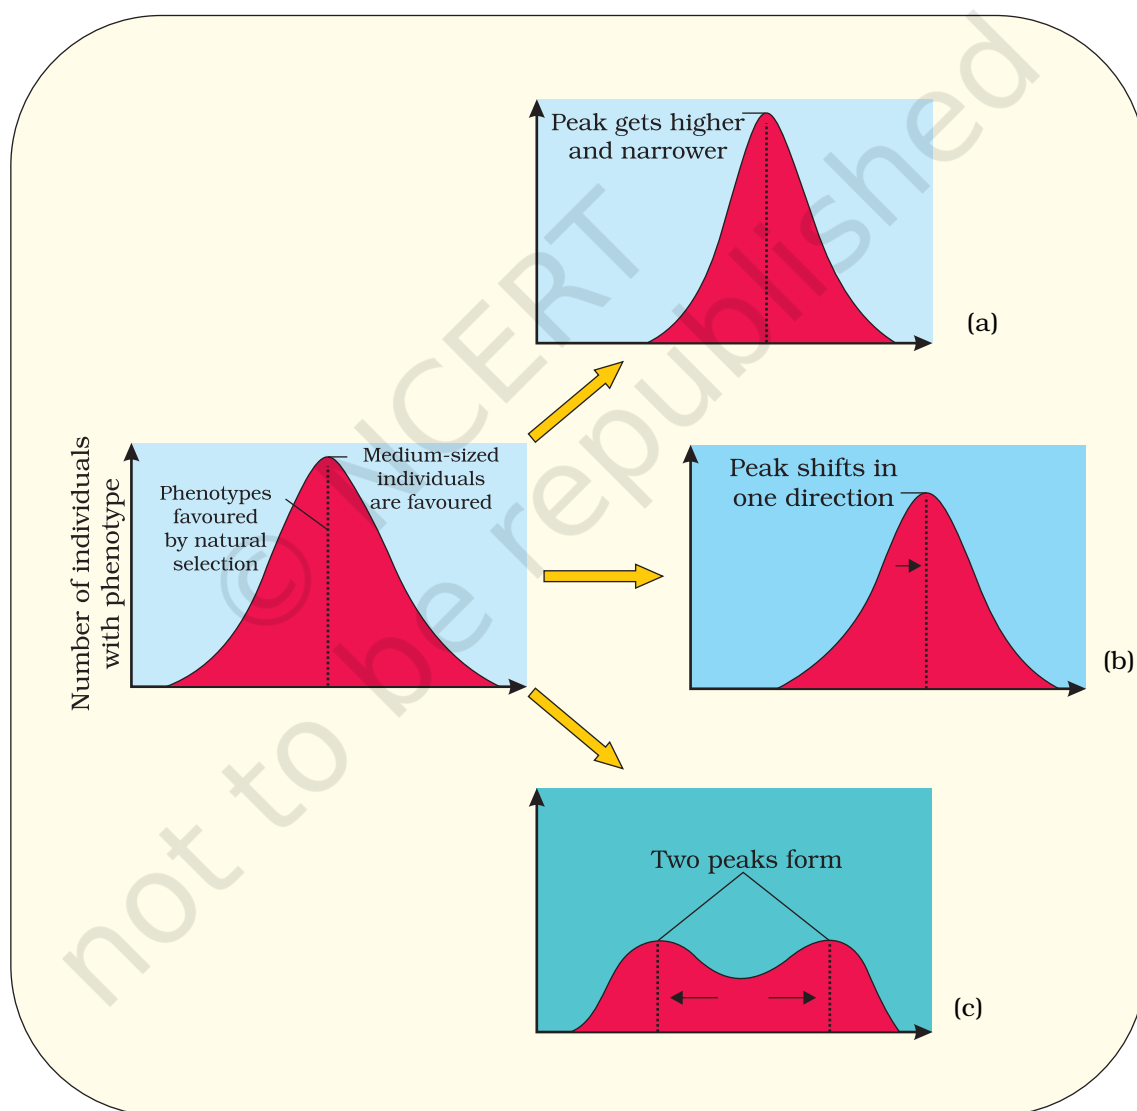 Peak gets higher
and narrower
(a)
Number of individuals
with phenotype
Phenotypes
favoured
by natural
selection
Medium-sized
individuals
are favoured
Peak shifts in
one direction
(b)
Two peaks form
(c)
© NCERT
not to be republished